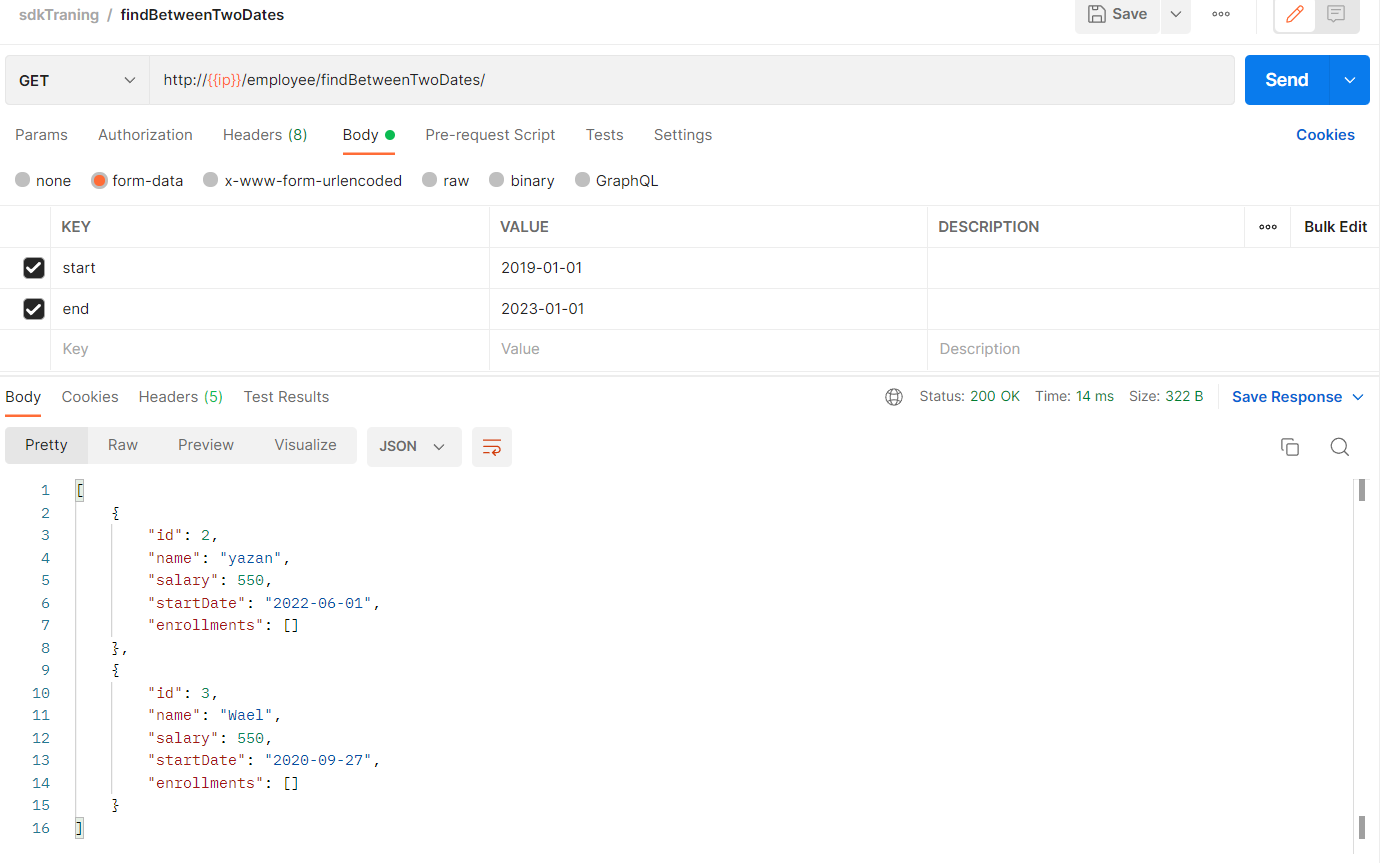 sdkTraning / findBetweenTwoDates
Save
GET
http://{{ip}}/employee/findBetweenTwoDates/
Send
Params Authorization Headers (8) Body Pre-request Script Tests Settings Cookies
none form-data x-www-form-urlencoded raw binary GraphQL
KEY VALUE DESCRIPTION Bulk Edit
start 2019-01-01
end 2023-01-01
Key Value Description
Body Cookies Headers (5) Test Results Status: 200 OK Time: 14 ms Size: 322 B Save Response
Pretty Raw Preview Visualize JSON
1 [
2 {
3 "id": 2,
4 "name": "yazan",
5 "salary": 550,
6 "startDate": "2022-06-01",
7 "enrollments": []
8 },
9 {
10 "id": 3,
11 "name": "Wael",
12 "salary": 550,
13 "startDate": "2020-09-27",
14 "enrollments": []
15 }
16 ]